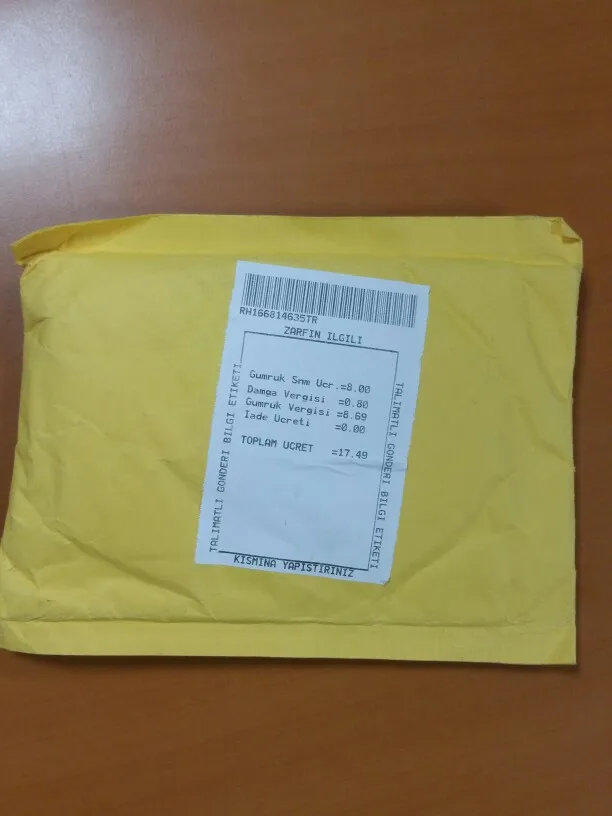 RH166814635TR
ZARFIN ILGILI
Gumruk Snm Ucr.=8.00
Damga Vergisi =0.80
Gumruk Vergisi =8.69
Iade Ucreti =0.00
TOPLAM UCRET =17.49
TALIMATLI GONDERI BILGI ETIKETI
TALIMATLI GONDERI BILGI ETIKETI
KISMINA YAPISTIRINIZ